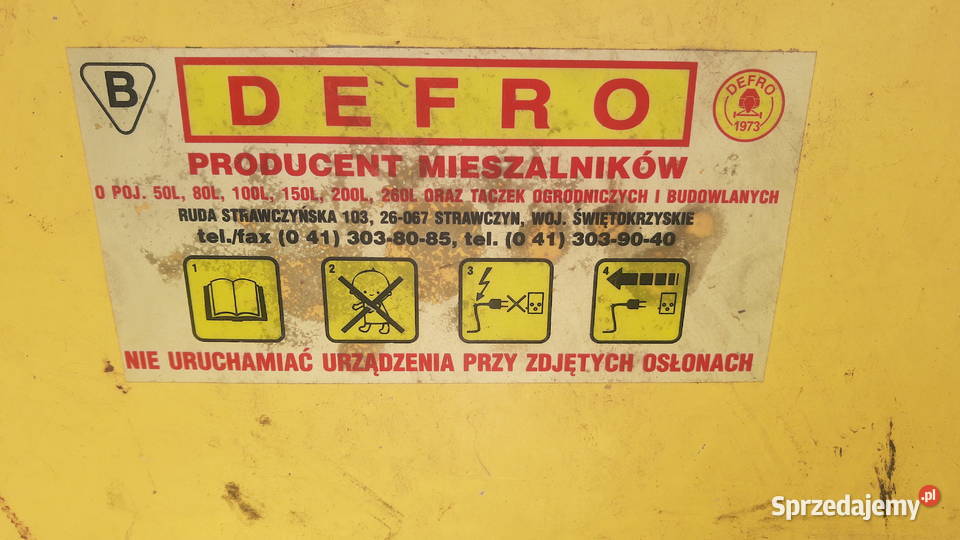 B
DEFRO
DEFRO
1973
PRODUCENT MIESZALNIKÓW
O POJ. 50L, 80L, 100L, 150L, 200L, 260L ORAZ TACZEK OGRODNICZYCH I BUDOWLANYCH
RUDA STRAWCZYŃSKA 103, 26-067 STRAWCZYN, WOJ. ŚWIĘTOKRZYSKIE
tel./fax (0 41) 303-80-85, tel. (0 41) 303-90-40
1 2 3 4
NIE URUCHAMIAĆ URZĄDZENIA PRZY ZDJĘTYCH OSŁONACH
Sprzedajemy.pl